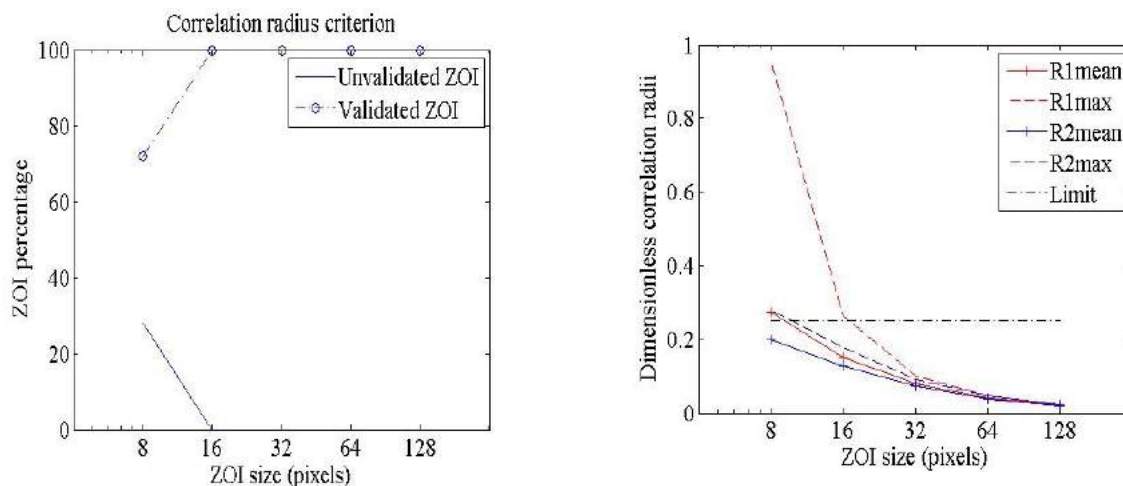 Correlation radius criterion
100
80
60
40
20
0
ZOI percentage
Unvalidated ZOI
Validated ZOI
8 16 32 64 128
ZOI size (pixels)
1
0.8
0.6
0.4
0.2
0
Dimensionless correlation radii
R1mean
R1max
R2mean
R2max
Limit
8 16 32 64 128
ZOI size (pixels)